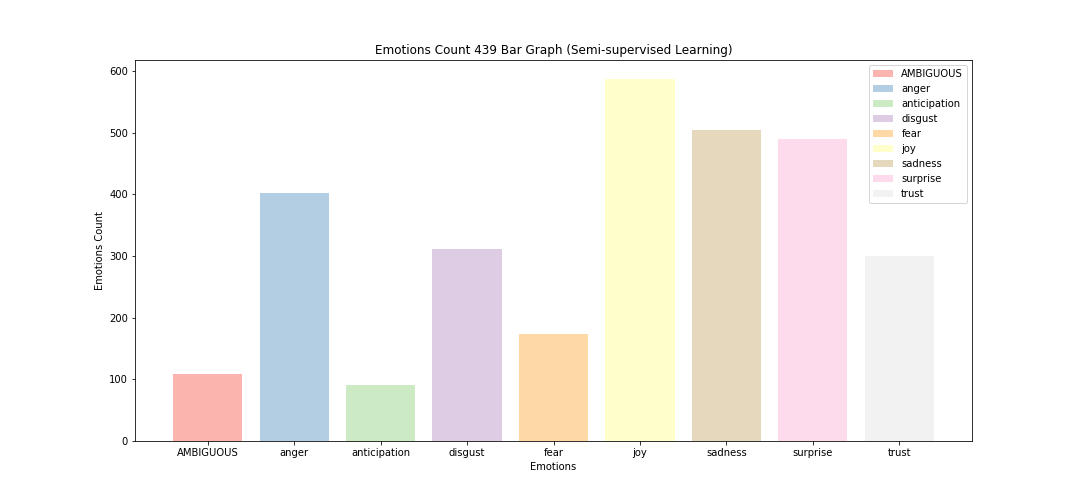 Emotions Count 439 Bar Graph (Semi-supervised Learning)
600
500
400
300
200
100
0
Emotions Count
AMBIGUOUS
anger
anticipation
disgust
fear
joy
sadness
surprise
trust
AMBIGUOUS anger anticipation disgust fear joy sadness surprise trust
Emotions